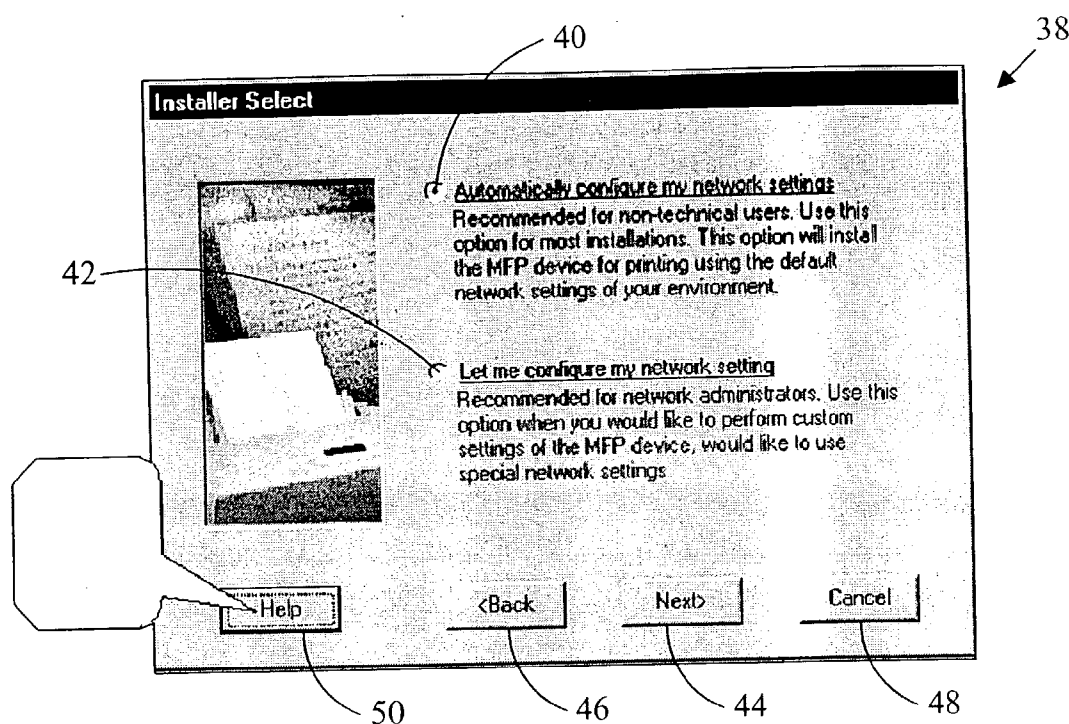 40
38
Installer Select
Automatically configure my network settings
Recommended for non-technical users. Use this
option for most installations. This option will install
the MFP device for printing using the default
network settings of your environment.
42
Let me configure my network setting
Recommended for network administrators. Use this
option when you would like to perform custom
settings of the MFP device, would like to use
special network settings
Help
<Back
Next>
Cancel
50
46
44
48